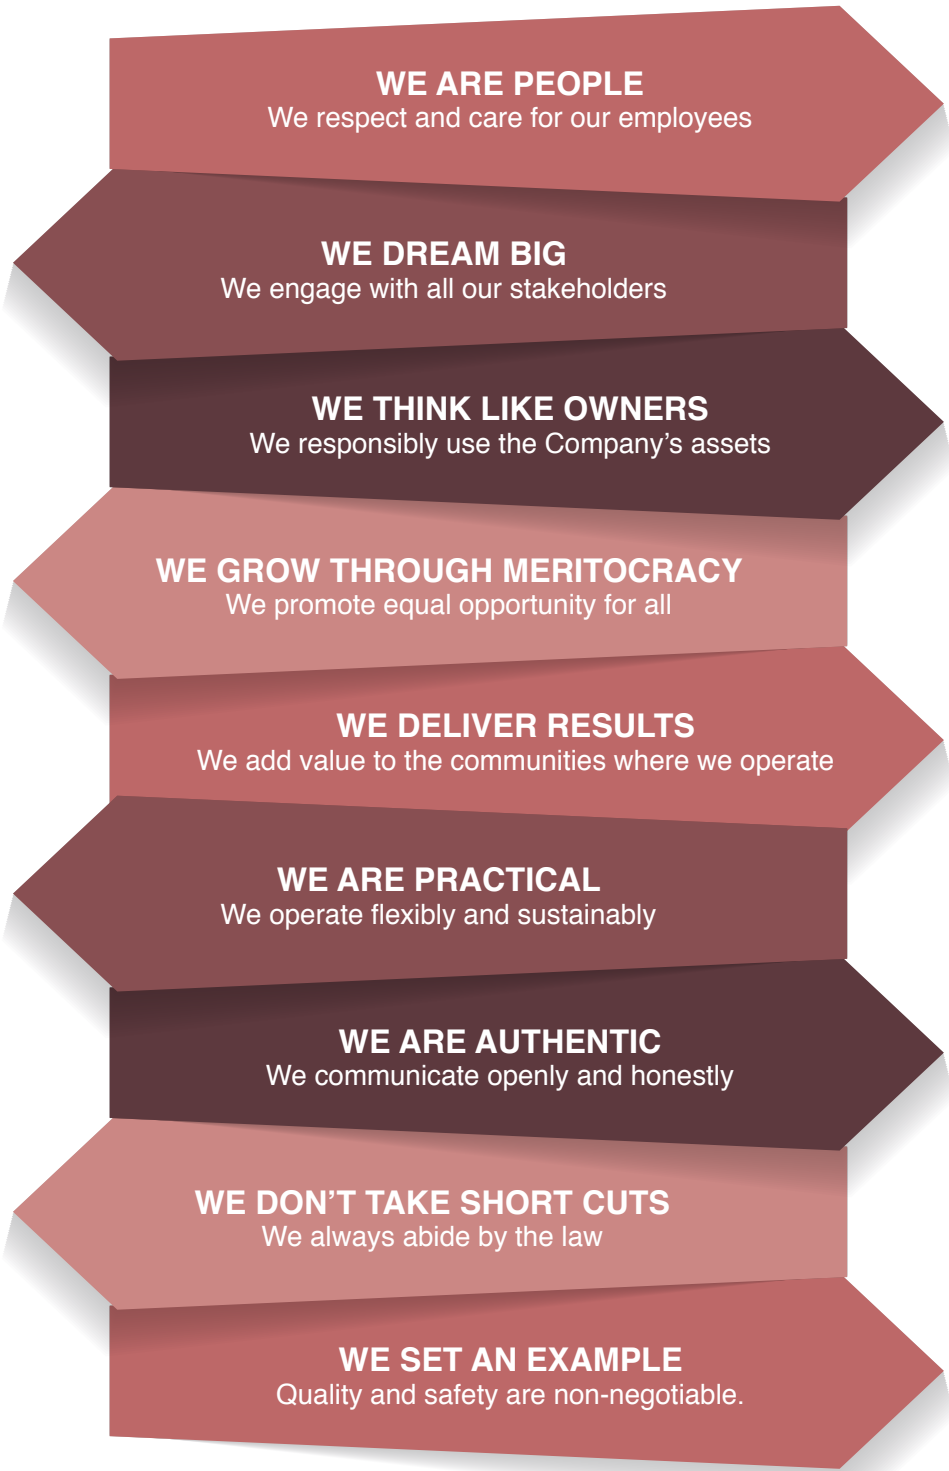 WE ARE PEOPLE
We respect and care for our employees
WE DREAM BIG
We engage with all our stakeholders
WE THINK LIKE OWNERS
We responsibly use the Company’s assets
WE GROW THROUGH MERITOCRACY
We promote equal opportunity for all
WE DELIVER RESULTS
We add value to the communities where we operate
WE ARE PRACTICAL
We operate flexibly and sustainably
WE ARE AUTHENTIC
We communicate openly and honestly
WE DON’T TAKE SHORT CUTS
We always abide by the law
WE SET AN EXAMPLE
Quality and safety are non-negotiable.